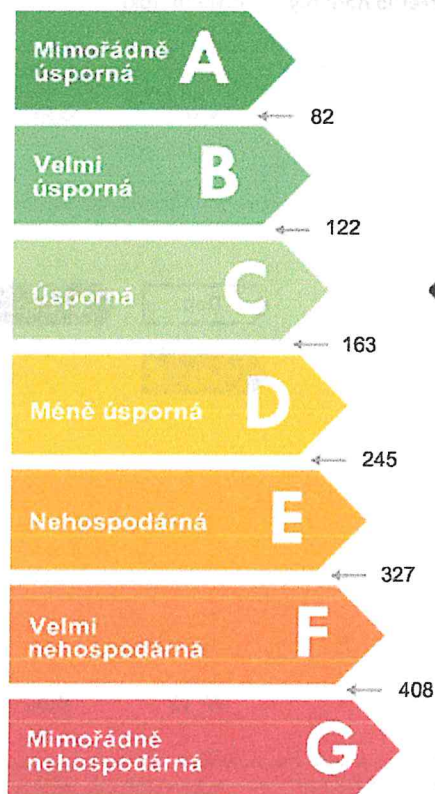 Mimořádně
úsporná A
82
Velmi
úsporná B
122
Úsporná C
163
Méně úsporná D
245
Nehospodárná E
327
Velmi
nehospodárná F
408
Mimořádně
nehospodárná G